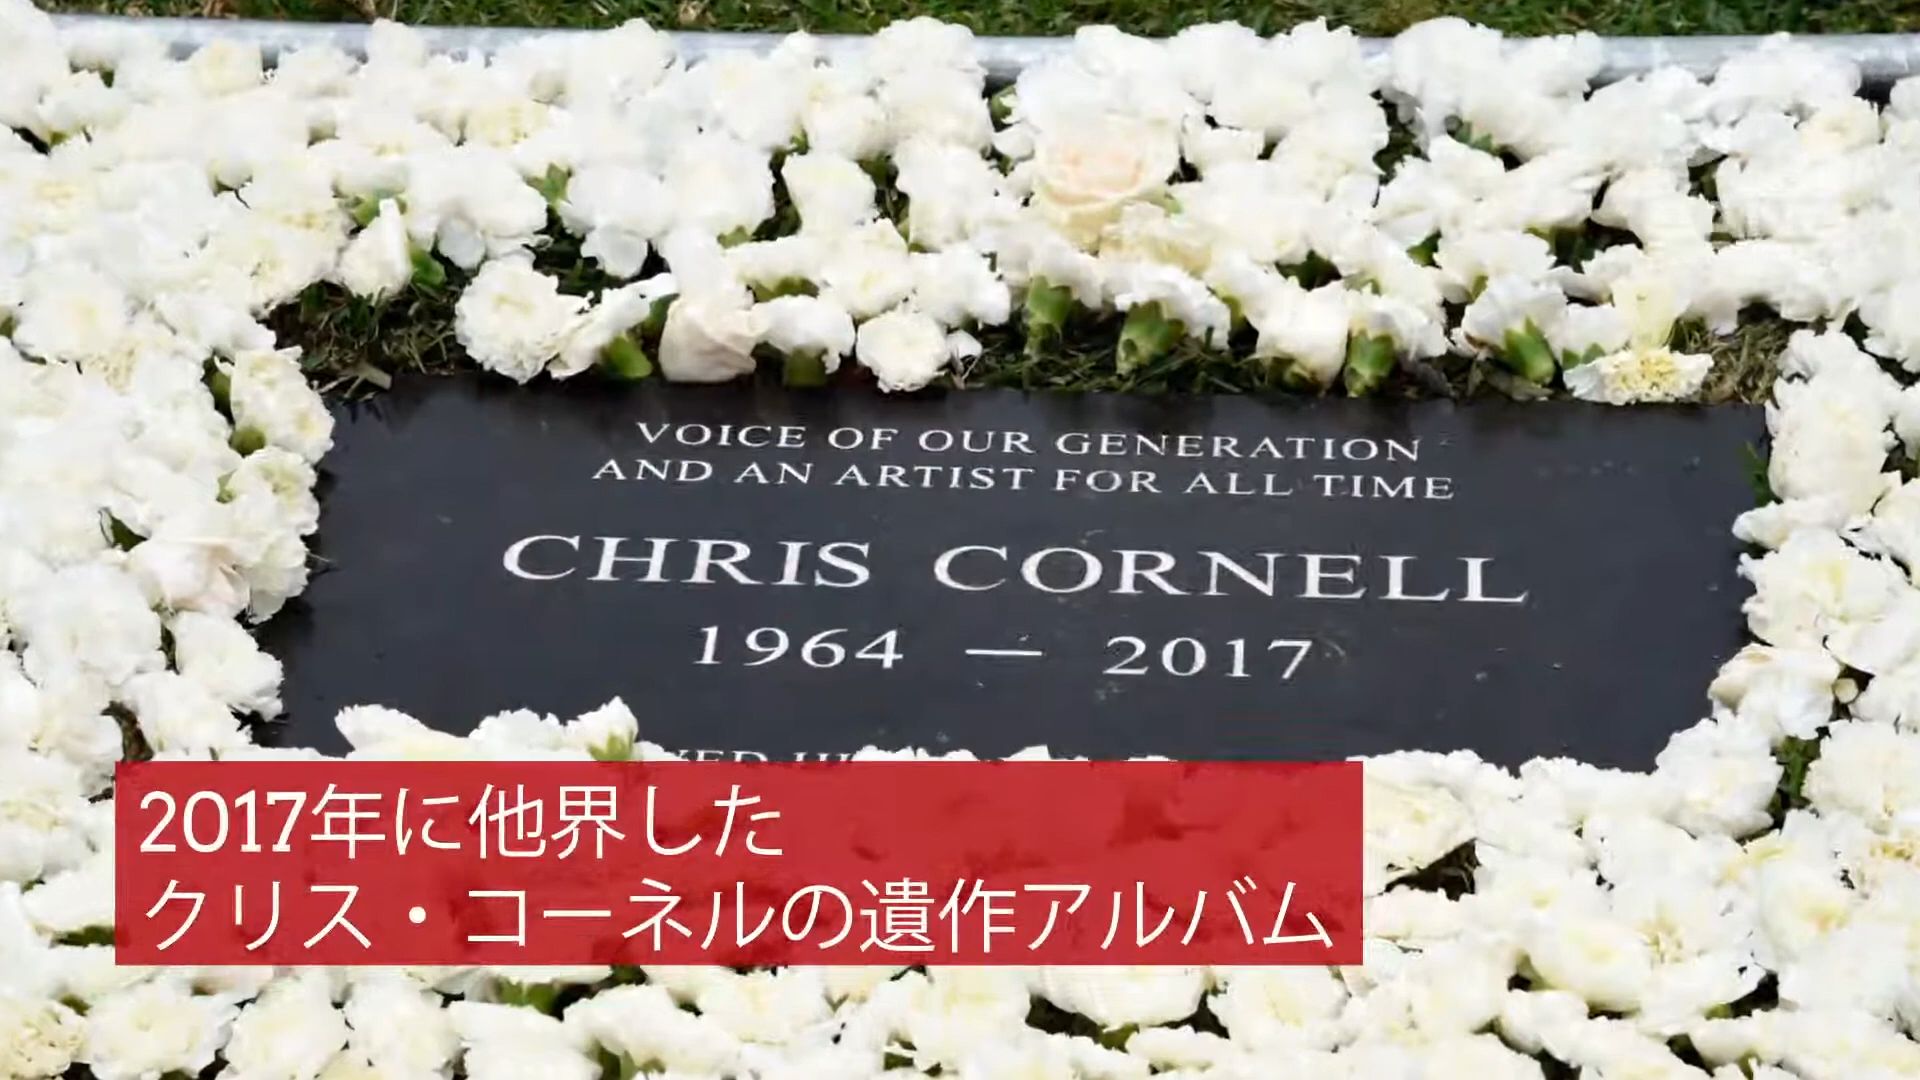 VOICE OF OUR GENERATION
AND AN ARTIST FOR ALL TIME
CHRIS CORNELL
1964 — 2017
2017年に他界した
クリス・コーネルの遺作アルバム